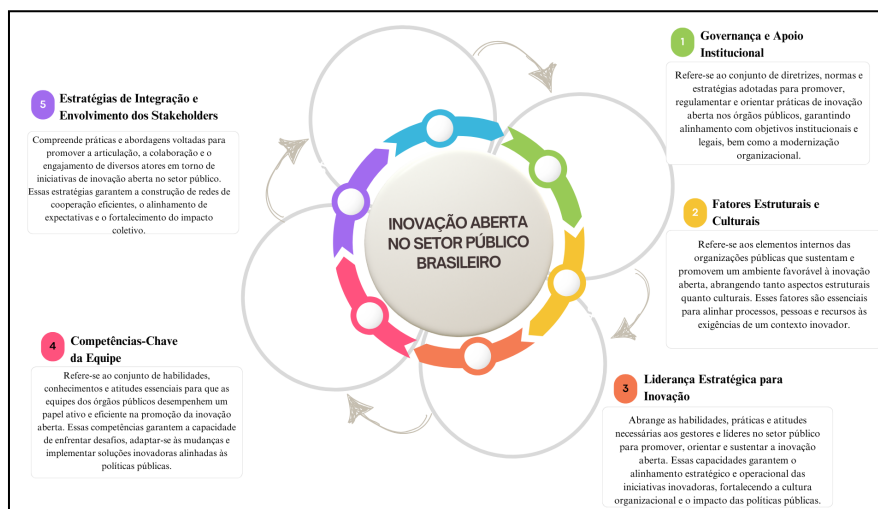 INOVAÇÃO ABERTA
NO SETOR PÚBLICO
BRASILEIRO
1
Governança e Apoio
Institucional
Refere-se ao conjunto de diretrizes, normas e
estratégias adotadas para promover,
regulamentar e orientar práticas de inovação
aberta nos órgãos públicos, garantindo
alinhamento com objetivos institucionais e
legais, bem como a modernização
organizacional.
2
Fatores Estruturais e
Culturais
Refere-se aos elementos internos das
organizações públicas que sustentam e
promovem um ambiente favorável à inovação
aberta, abrangendo tanto aspectos estruturais
quanto culturais. Esses fatores são essenciais
para alinhar processos, pessoas e recursos às
exigências de um contexto inovador.
3
Liderança Estratégica para
Inovação
Abrange as habilidades, práticas e atitudes
necessárias aos gestores e líderes no setor público
para promover, orientar e sustentar a inovação
aberta. Essas capacidades garantem o
alinhamento estratégico e operacional das
iniciativas inovadoras, fortalecendo a cultura
organizacional e o impacto das políticas públicas.
4
Competências-Chave
da Equipe
Refere-se ao conjunto de habilidades,
conhecimentos e atitudes essenciais para que as
equipes dos órgãos públicos desempenhem um
papel ativo e eficiente na promoção da inovação
aberta. Essas competências garantem a capacidade
de enfrentar desafios, adaptar-se às mudanças e
implementar soluções inovadoras alinhadas às
políticas públicas.
5
Estratégias de Integração e
Envolvimento dos Stakeholders
Compreende práticas e abordagens voltadas para
promover a articulação, a colaboração e o
engajamento de diversos atores em torno de
iniciativas de inovação aberta no setor público.
Essas estratégias garantem a construção de redes de
cooperação eficientes, o alinhamento de
expectativas e o fortalecimento do impacto
coletivo.